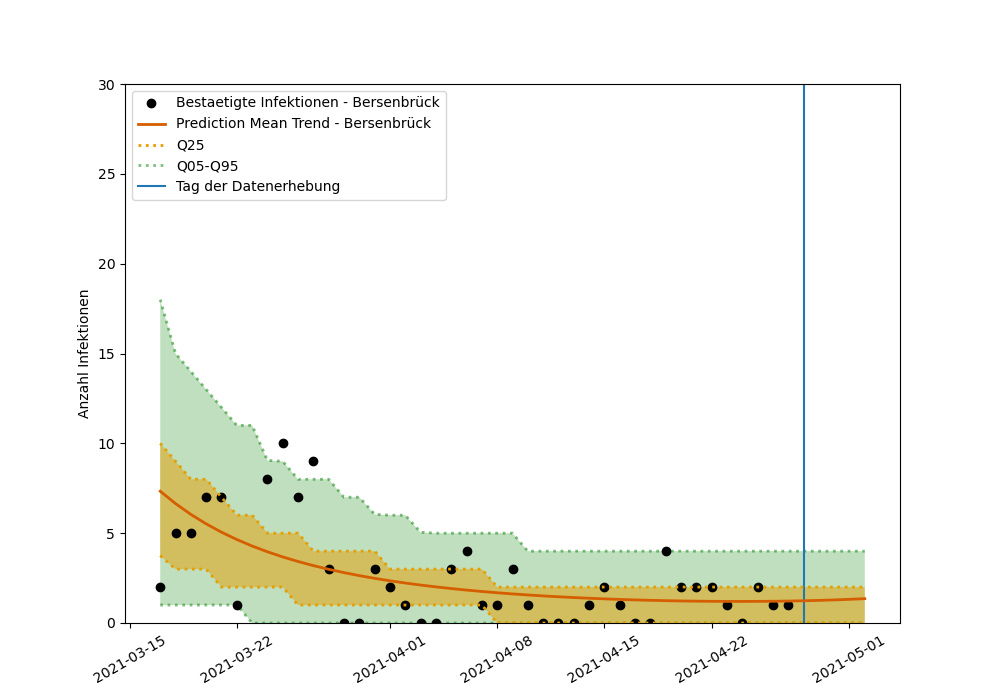 30
25
20
15
10
5
0
Anzahl Infektionen
Bestaetigte Infektionen - Bersenbrück
Prediction Mean Trend - Bersenbrück
Q25
Q05-Q95
Tag der Datenerhebung
2021-03-15
2021-03-22
2021-04-01
2021-04-08
2021-04-15
2021-04-22
2021-05-01